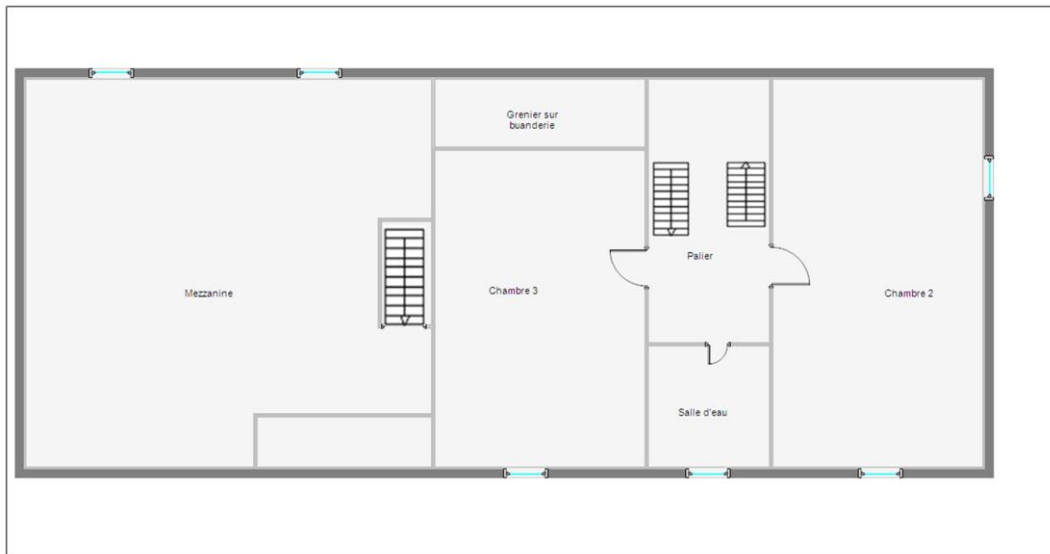 Grenier sur
buanderie
Palier
Mezzanine
Chambre 3
Chambre 2
Salle d'eau